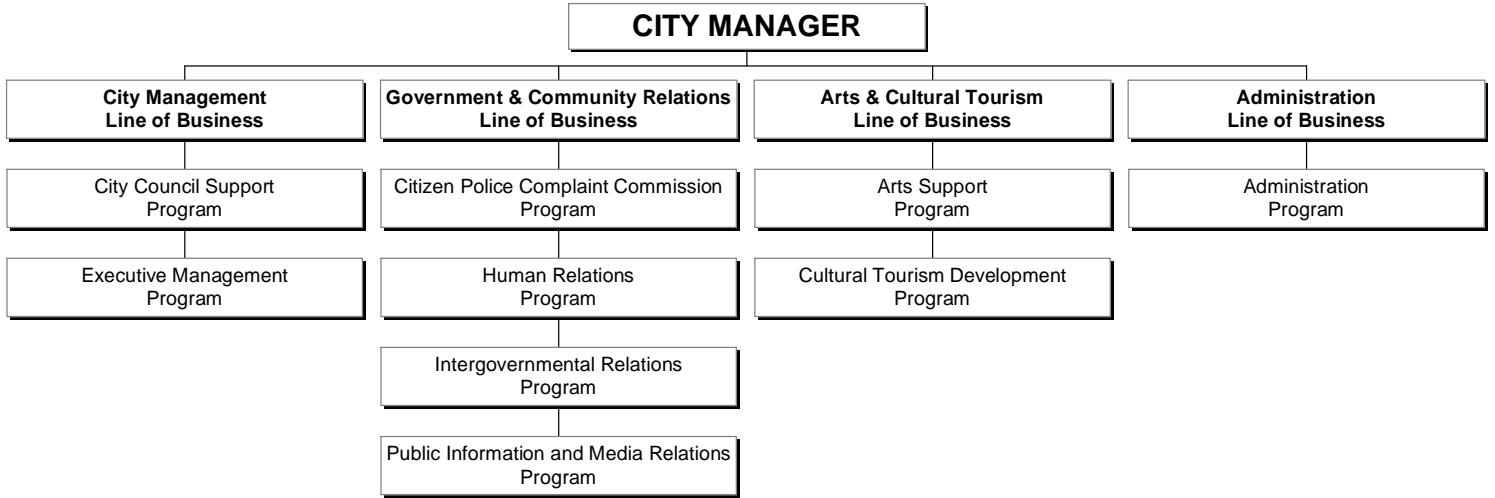 CITY MANAGER
City Management
Line of Business
City Council Support
Program
Executive Management
Program
Government & Community Relations
Line of Business
Citizen Police Complaint Commission
Program
Human Relations
Program
Intergovernmental Relations
Program
Public Information and Media Relations
Program
Arts & Cultural Tourism
Line of Business
Arts Support
Program
Cultural Tourism Development
Program
Administration
Line of Business
Administration
Program